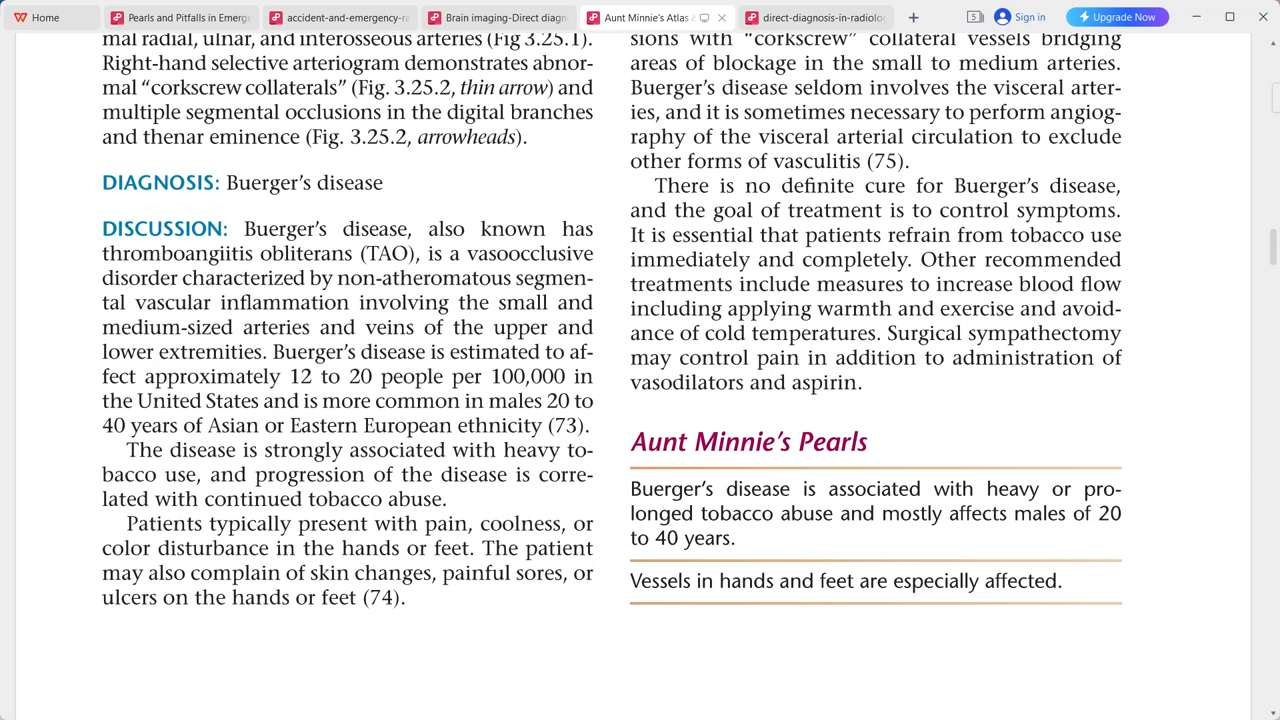 Home
Pearls and Pitfalls in Emerge
accident-and-emergency-ra
Brain imaging-Direct diagn
Aunt Minnie's Atlas &
direct-diagnosis-in-radiolo
5
Sign in
Upgrade Now
mal radial, ulnar, and interosseous arteries (Fig 3.25.1).
Right-hand selective arteriogram demonstrates abnor-
mal “corkscrew collaterals” (Fig. 3.25.2, thin arrow) and
multiple segmental occlusions in the digital branches
and thenar eminence (Fig. 3.25.2, arrowheads).
DIAGNOSIS: Buerger’s disease
DISCUSSION: Buerger’s disease, also known has
thromboangiitis obliterans (TAO), is a vasoocclusive
disorder characterized by non-atheromatous segmen-
tal vascular inflammation involving the small and
medium-sized arteries and veins of the upper and
lower extremities. Buerger’s disease is estimated to af-
fect approximately 12 to 20 people per 100,000 in
the United States and is more common in males 20 to
40 years of Asian or Eastern European ethnicity (73).
The disease is strongly associated with heavy to-
bacco use, and progression of the disease is corre-
lated with continued tobacco abuse.
Patients typically present with pain, coolness, or
color disturbance in the hands or feet. The patient
may also complain of skin changes, painful sores, or
ulcers on the hands or feet (74).
sions with “corkscrew” collateral vessels bridging
areas of blockage in the small to medium arteries.
Buerger’s disease seldom involves the visceral arter-
ies, and it is sometimes necessary to perform angiog-
raphy of the visceral arterial circulation to exclude
other forms of vasculitis (75).
There is no definite cure for Buerger’s disease,
and the goal of treatment is to control symptoms.
It is essential that patients refrain from tobacco use
immediately and completely. Other recommended
treatments include measures to increase blood flow
including applying warmth and exercise and avoid-
ance of cold temperatures. Surgical sympathectomy
may control pain in addition to administration of
vasodilators and aspirin.
Aunt Minnie’s Pearls
Buerger’s disease is associated with heavy or pro-
longed tobacco abuse and mostly affects males of 20
to 40 years.
Vessels in hands and feet are especially affected.